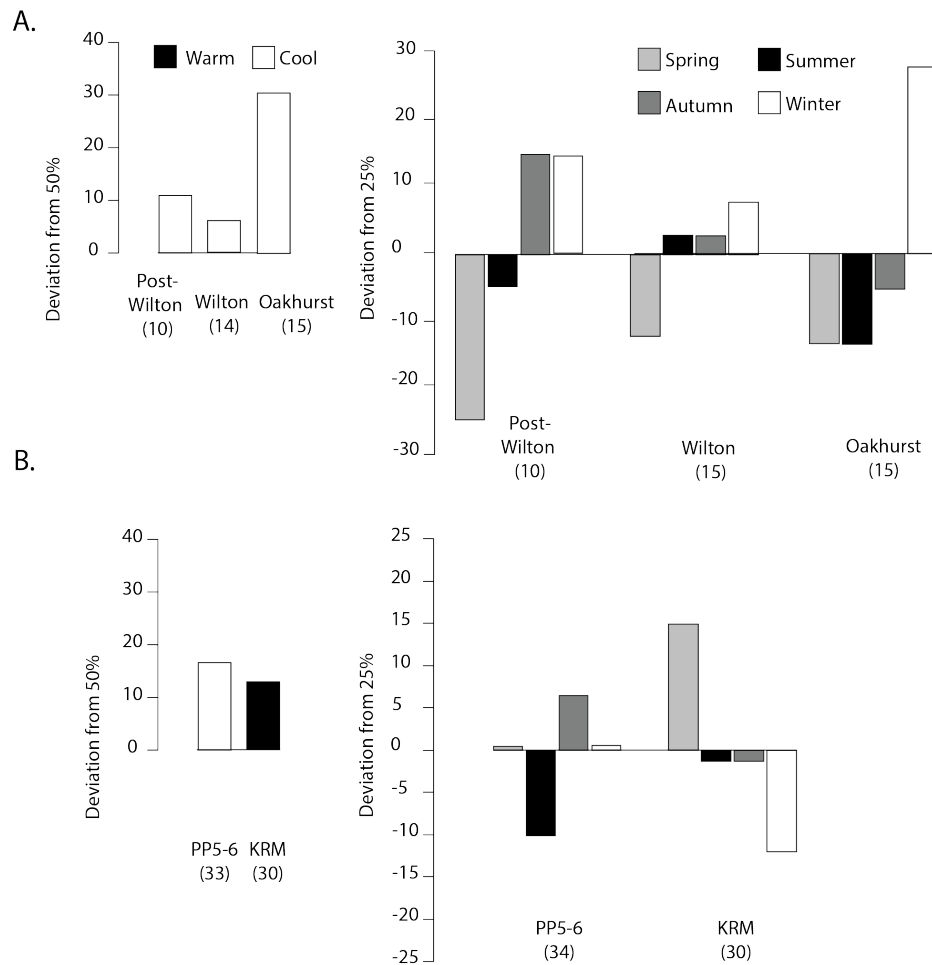 A.
Deviation from 50%
40
30
20
10
0
Warm
Cool
Post-
Wilton
(10)
Wilton
(14)
Oakhurst
(15)
Deviation from 25%
30
20
10
0
-10
-20
-30
Spring
Summer
Autumn
Winter
Post-
Wilton
(10)
Wilton
(15)
Oakhurst
(15)
B.
Deviation from 50%
40
30
20
10
0
PP5-6
(33)
KRM
(30)
Deviation from 25%
25
20
15
10
5
0
-5
-10
-15
-20
-25
PP5-6
(34)
KRM
(30)